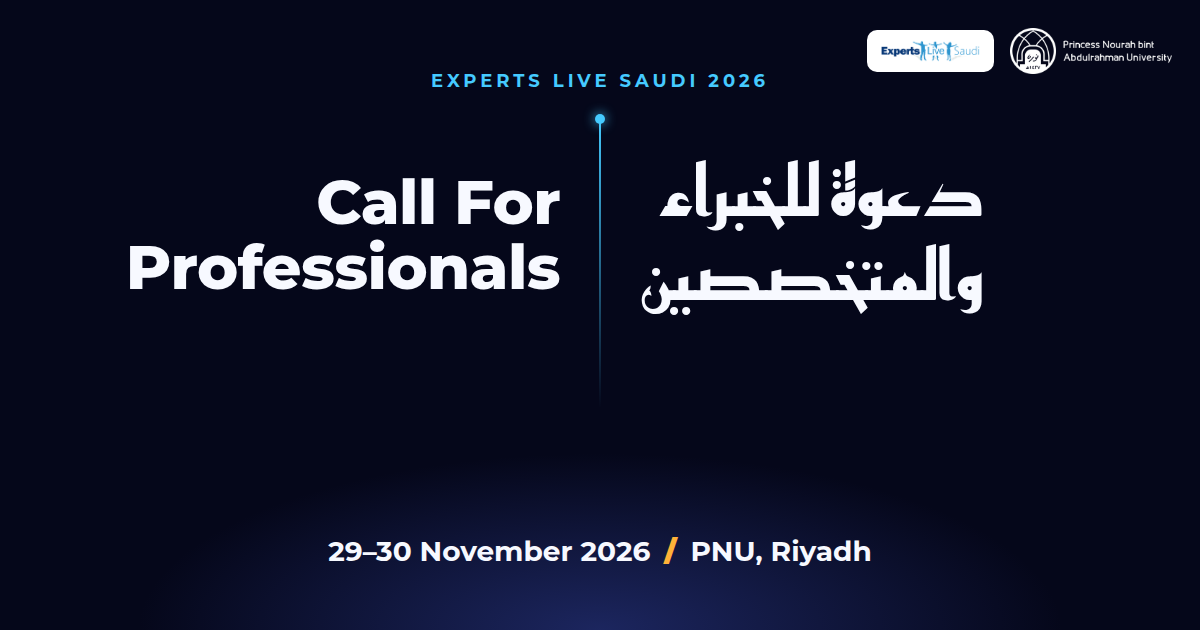 Experts Live Saudi
Princess Nourah bint
Abdulrahman University
EXPERTS LIVE SAUDI 2026
Call For
Professionals
دعوة للخبراء
والمتخصصين
29–30 November 2026 / PNU, Riyadh